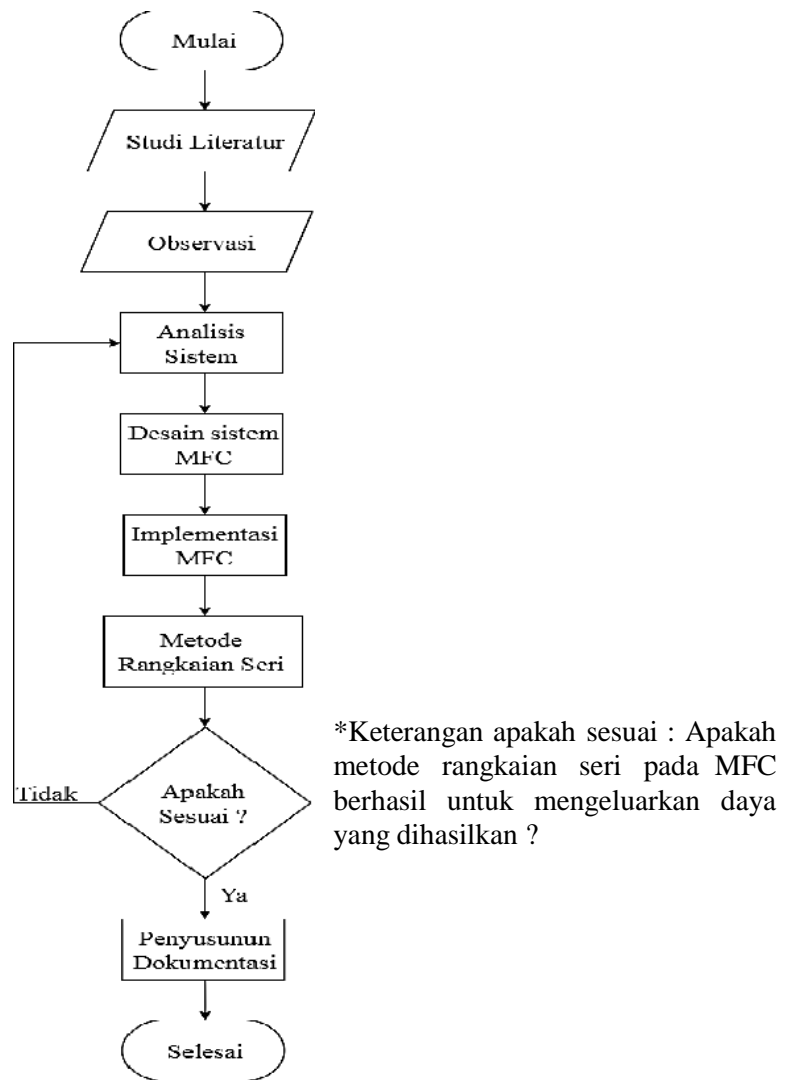 Mulai
Studi Literatur
Observasi
Analisis
Sistem
Desain sistem
MFC
Implementasi
MFC
Metode
Rangkaian Seri
Apakah
Sesuai ?
Tidak
Ya
*Keterangan apakah sesuai : Apakah
metode rangkaian seri pada MFC
berhasil untuk mengeluarkan daya
yang dihasilkan ?
Penyusunun
Dokumentasi
Selesai